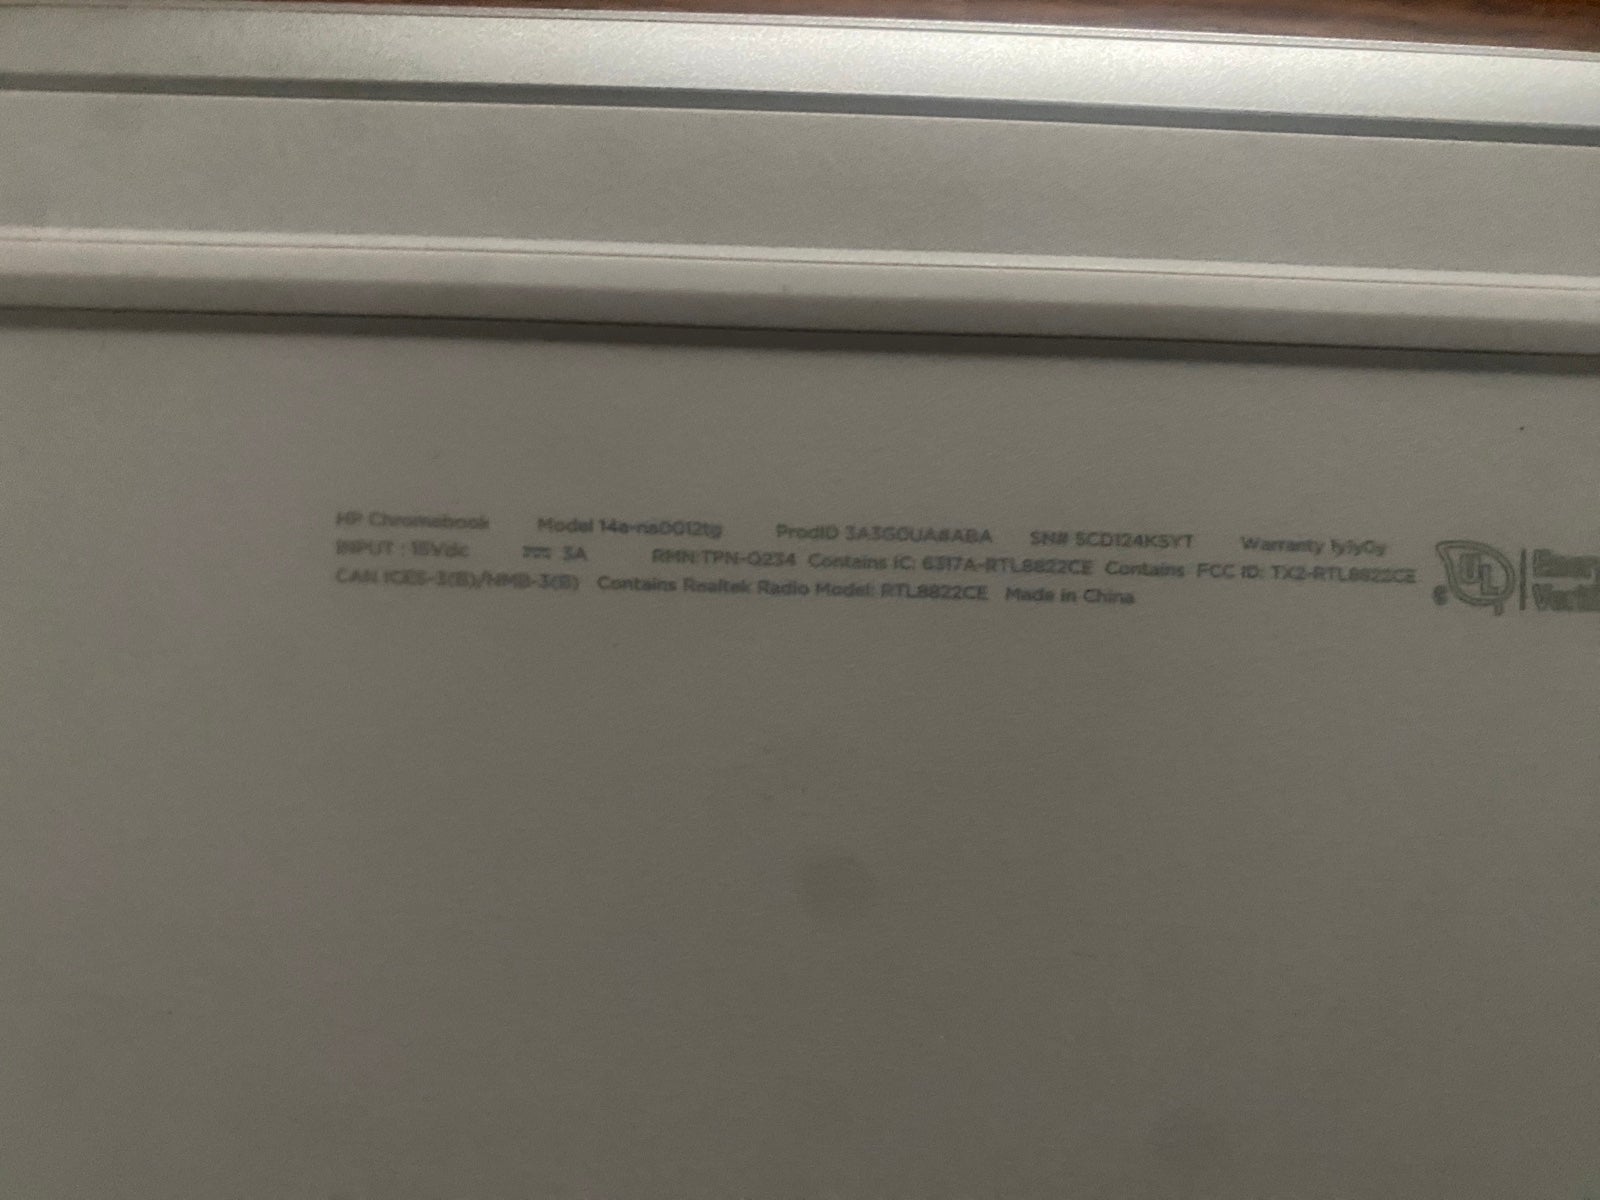 HP Chromebook Model 14a-na0012tg ProdID 3A3G0UA#ABA SN# 5CD124K5YT Warranty 1y1y0y
INPUT : 15Vdc ⎓ 3A RMN:TPN-Q234 Contains IC: 6317A-RTL8822CE Contains FCC ID: TX2-RTL8822CE
CAN ICES-3(B)/NMB-3(B) Contains Realtek Radio Model: RTL8822CE Made in China
UL